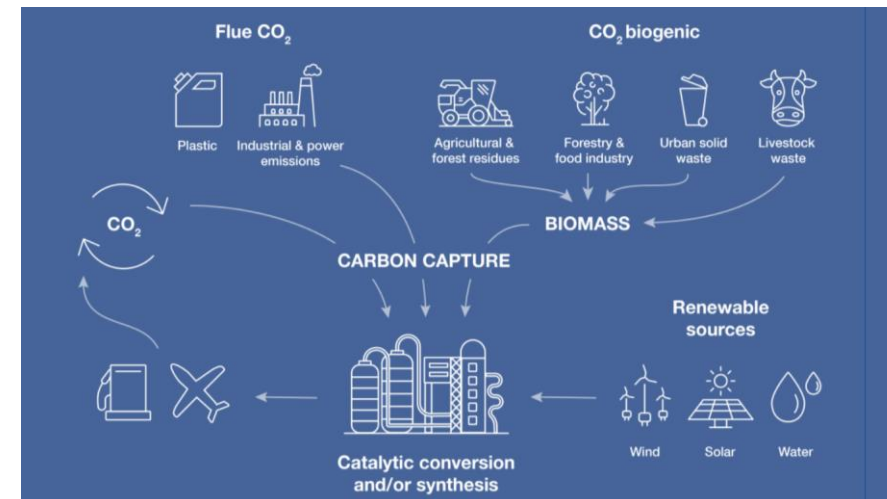 Flue CO₂
CO₂ biogenic
Plastic
Industrial & power
emissions
Agricultural &
forest residues
Forestry &
food industry
Urban solid
waste
Livestock
waste
CO₂
BIOMASS
CARBON CAPTURE
Renewable
sources
Wind
Solar
Water
Catalytic conversion
and/or synthesis